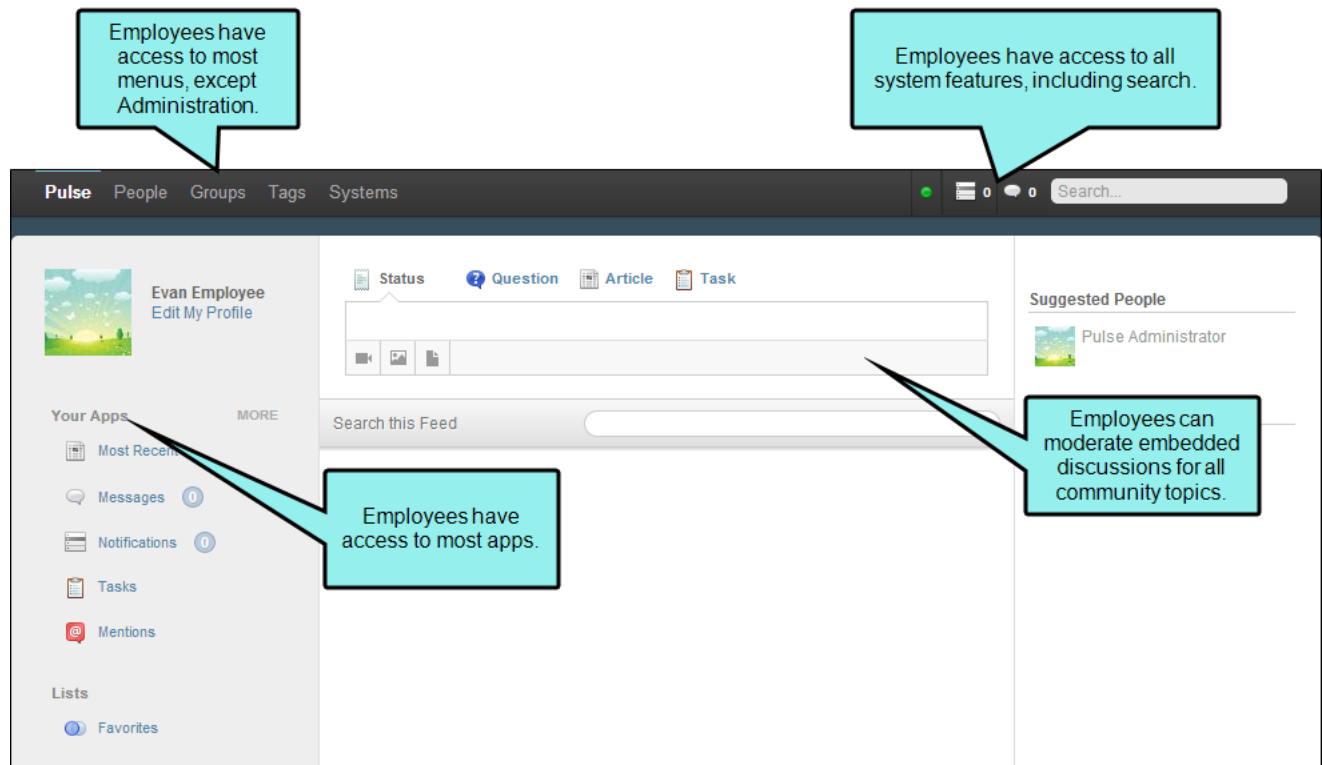 Employees have
access to most
menus, except
Administration.
Employees have access to all
system features, including search.
Pulse People Groups Tags Systems
0 0 Search...
Evan Employee
Edit My Profile
Status Question Article Task
Suggested People
Pulse Administrator
Your Apps MORE
Most Recent
Messages 0
Notifications 0
Tasks
@ Mentions
Lists
Favorites
Search this Feed
Employees can
moderate embedded
discussions for all
community topics.
Employees have
access to most apps.